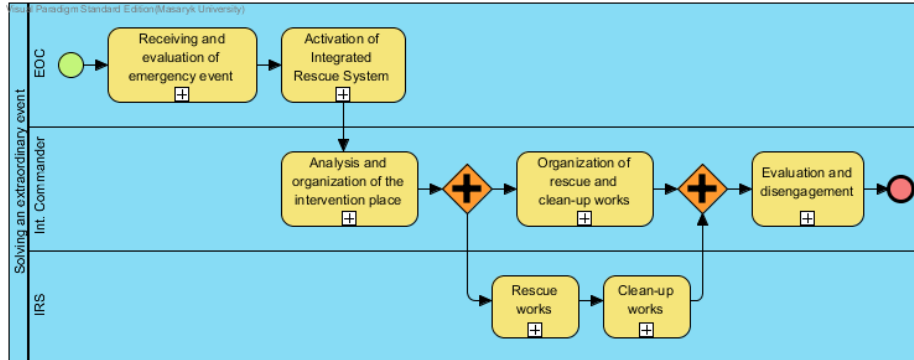 Visual Paradigm Standard Edition(Masaryk University)
Solving an extraordinary event
EOC
Receiving and
evaluation of
emergency event
Activation of
Integrated
Rescue System
Int. Commander
Analysis and
organization of the
intervention place
Organization of
rescue and
clean-up works
Evaluation and
disengagement
IRS
Rescue
works
Clean-up
works